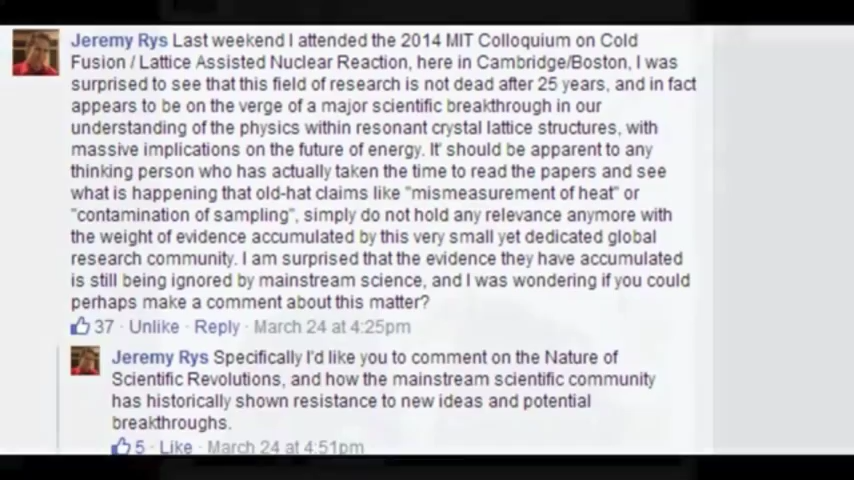 Jeremy Rys Last weekend I attended the 2014 MIT Colloquium on Cold
Fusion / Lattice Assisted Nuclear Reaction, here in Cambridge/Boston, I was
surprised to see that this field of research is not dead after 25 years, and in fact
appears to be on the verge of a major scientific breakthrough in our
understanding of the physics within resonant crystal lattice structures, with
massive implications on the future of energy. It' should be apparent to any
thinking person who has actually taken the time to read the papers and see
what is happening that old-hat claims like "mismeasurement of heat" or
"contamination of sampling", simply do not hold any relevance anymore with
the weight of evidence accumulated by this very small yet dedicated global
research community. I am surprised that the evidence they have accumulated
is still being ignored by mainstream science, and I was wondering if you could
perhaps make a comment about this matter?
37 · Unlike · Reply · March 24 at 4:25pm
Jeremy Rys Specifically I'd like you to comment on the Nature of
Scientific Revolutions, and how the mainstream scientific community
has historically shown resistance to new ideas and potential
breakthroughs.
5 · Like · March 24 at 4:51pm